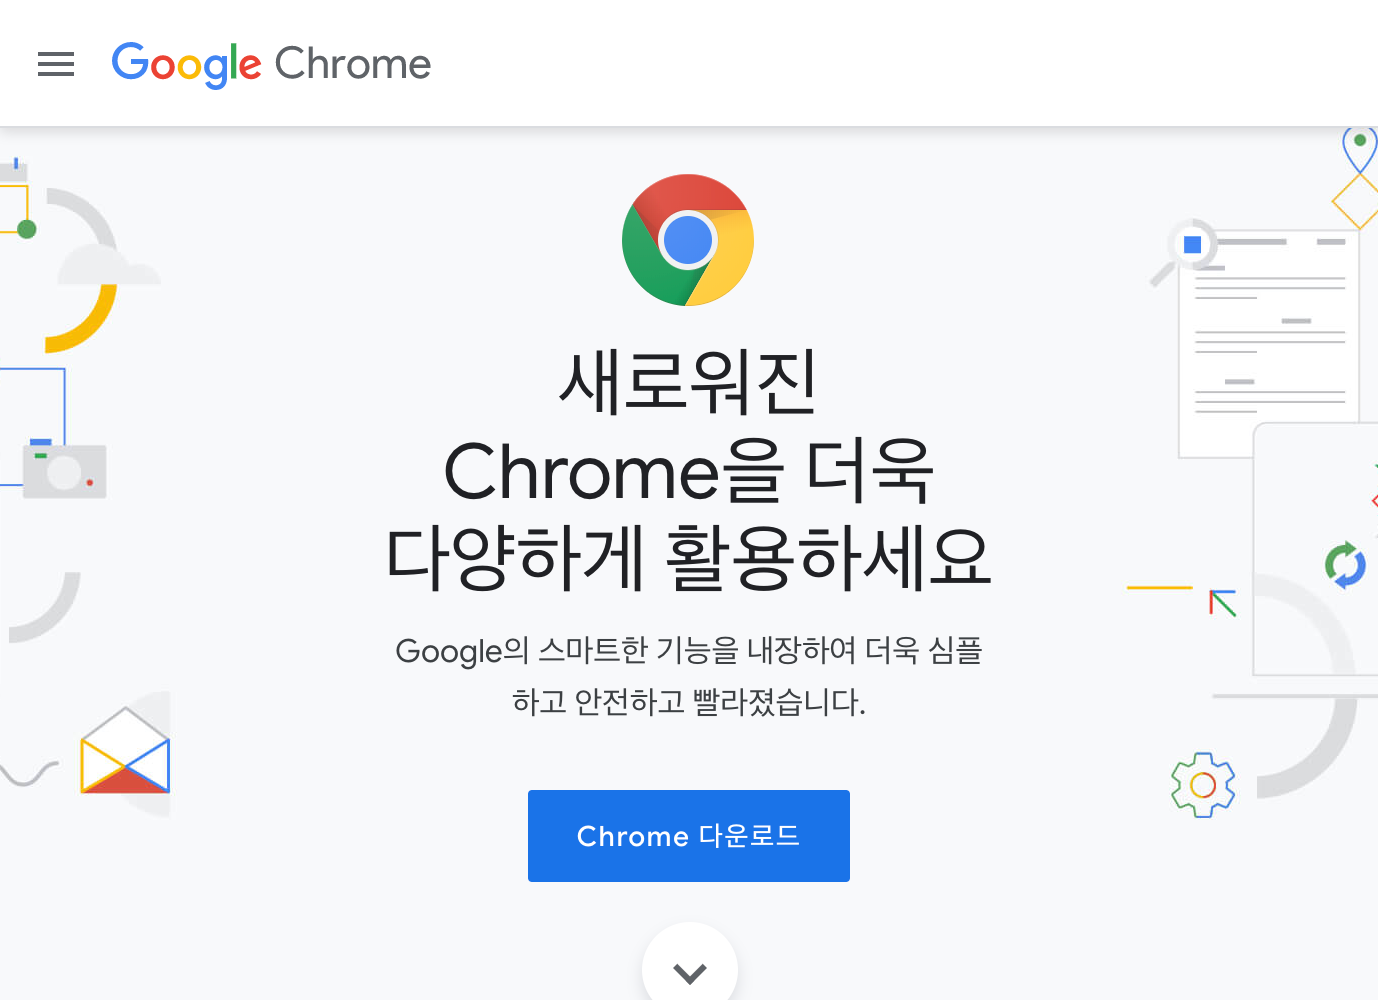 Google Chrome
새로워진
Chrome을 더욱
다양하게 활용하세요
Google의 스마트한 기능을 내장하여 더욱 심플
하고 안전하고 빨라졌습니다.
Chrome 다운로드